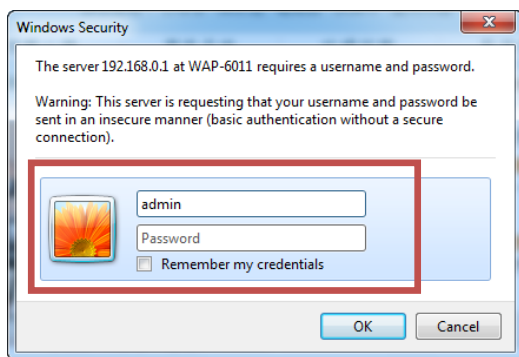 Windows Security
The server 192.168.0.1 at WAP-6011 requires a username and password.
Warning: This server is requesting that your username and password be
sent in an insecure manner (basic authentication without a secure
connection).
admin
Password
Remember my credentials
OK
Cancel